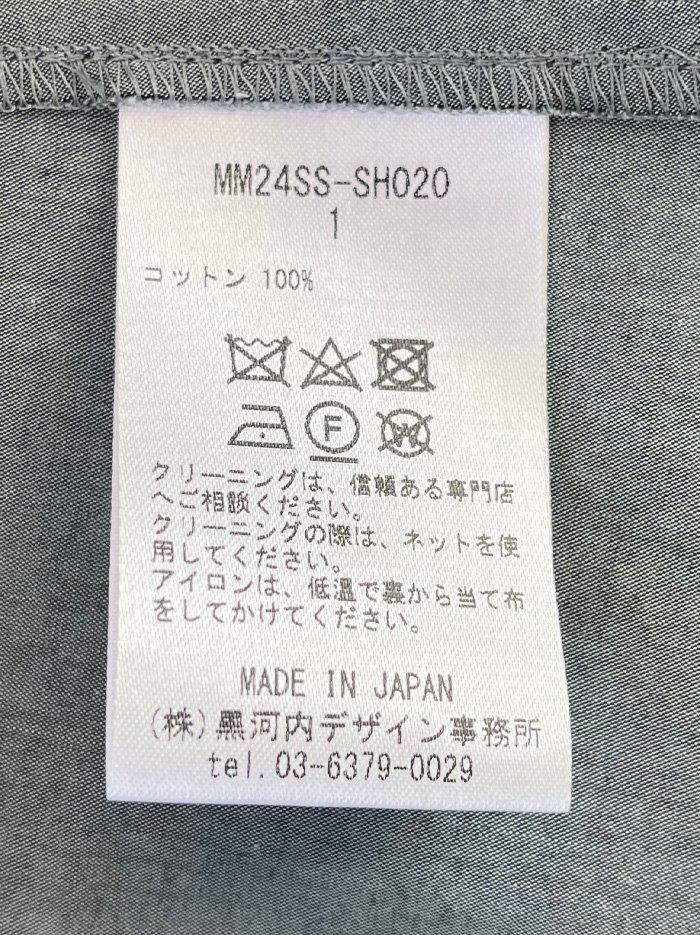 MM24SS-SH020
1
コットン 100%
F
W
クリーニングは、信頼ある専門店
へご相談ください。
クリーニングの際は、ネットを使
用してください。
アイロンは、低温で裏から当て布
をしてかけてください。
MADE IN JAPAN
(株)黒河内デザイン事務所
tel.03-6379-0029